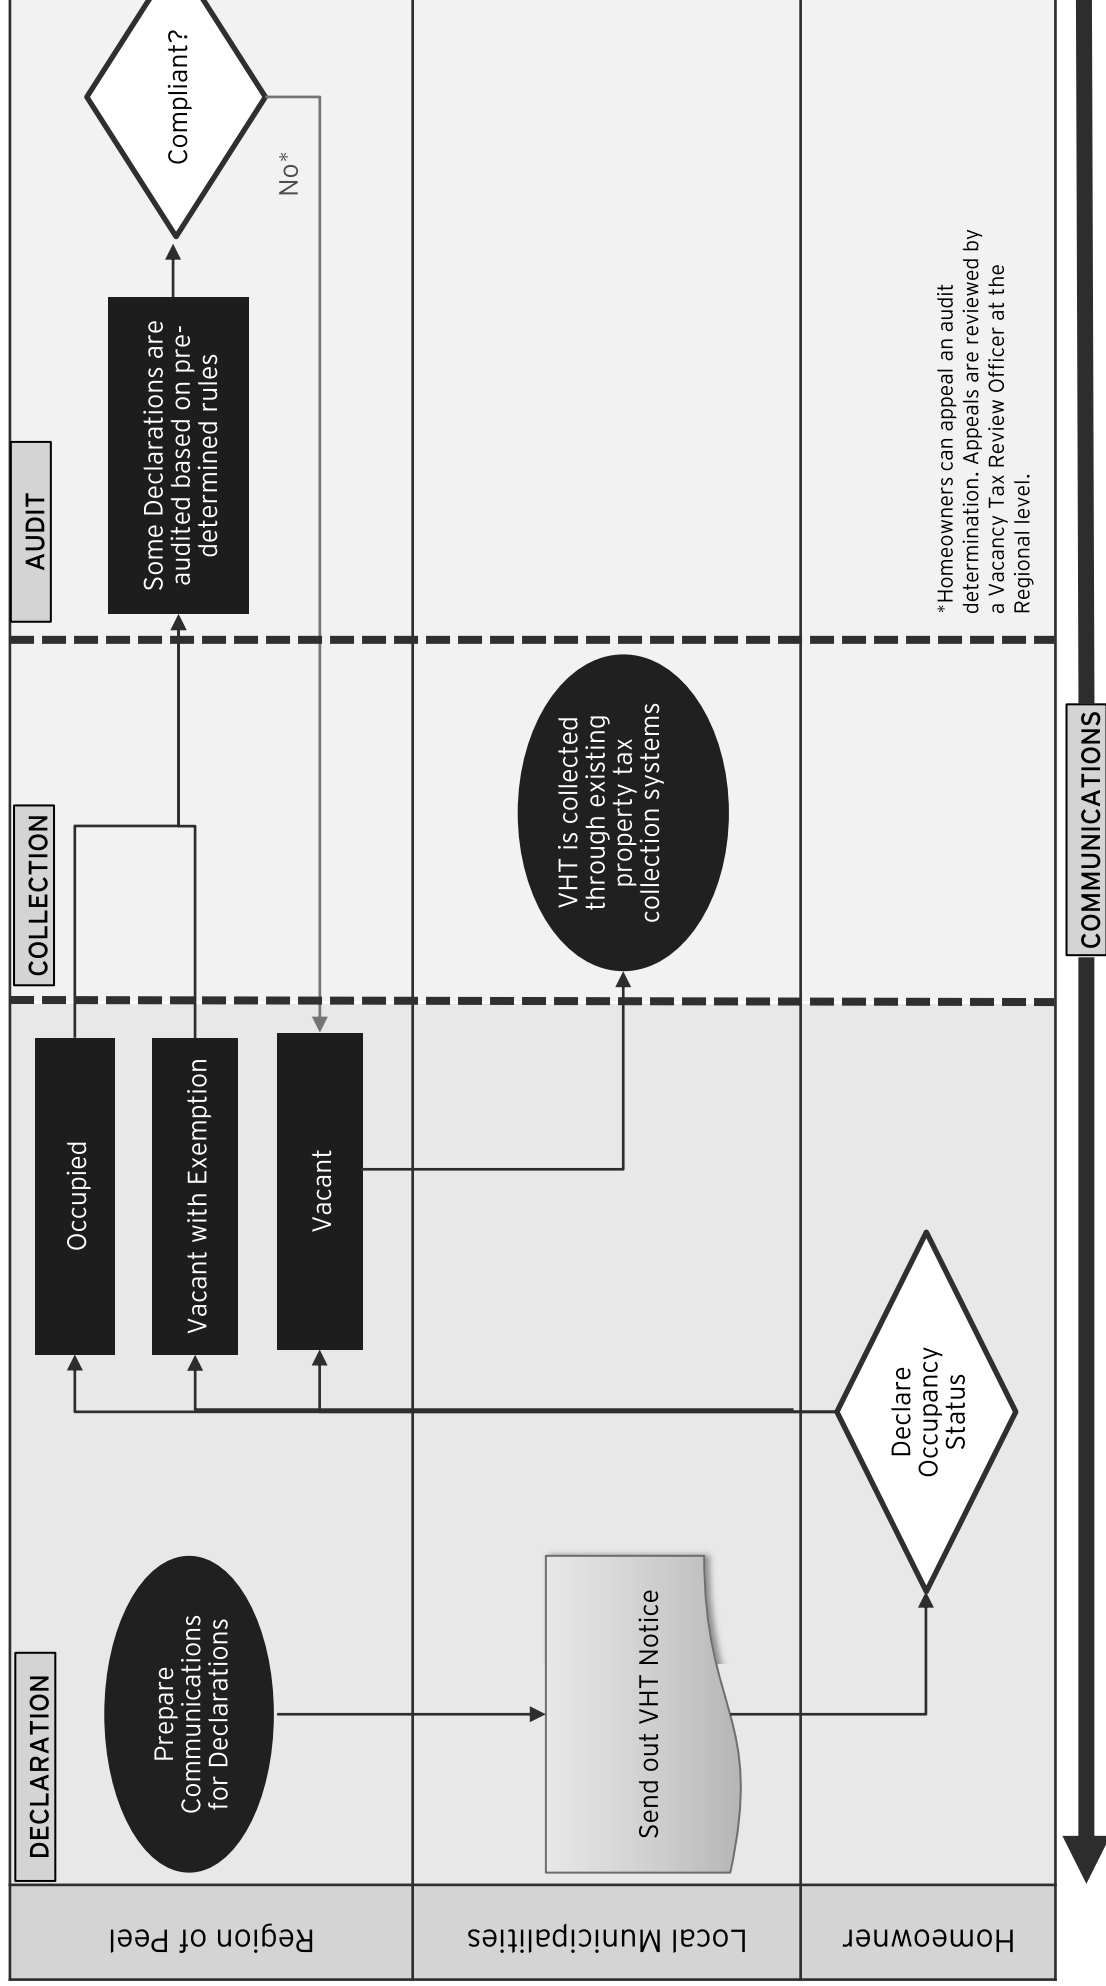 Region of Peel
Local Municipalities
Homeowner
DECLARATION
Prepare
Communications
for Declarations
Send out VHT Notice
Declare
Occupancy
Status
Occupied
Vacant with Exemption
Vacant
COLLECTION
VHT is collected
through existing
property tax
collection systems
AUDIT
Some Declarations are
audited based on pre-
determined rules
Compliant?
No*
*Homeowners can appeal an audit
determination. Appeals are reviewed by
a Vacancy Tax Review Officer at the
Regional level.
COMMUNICATIONS